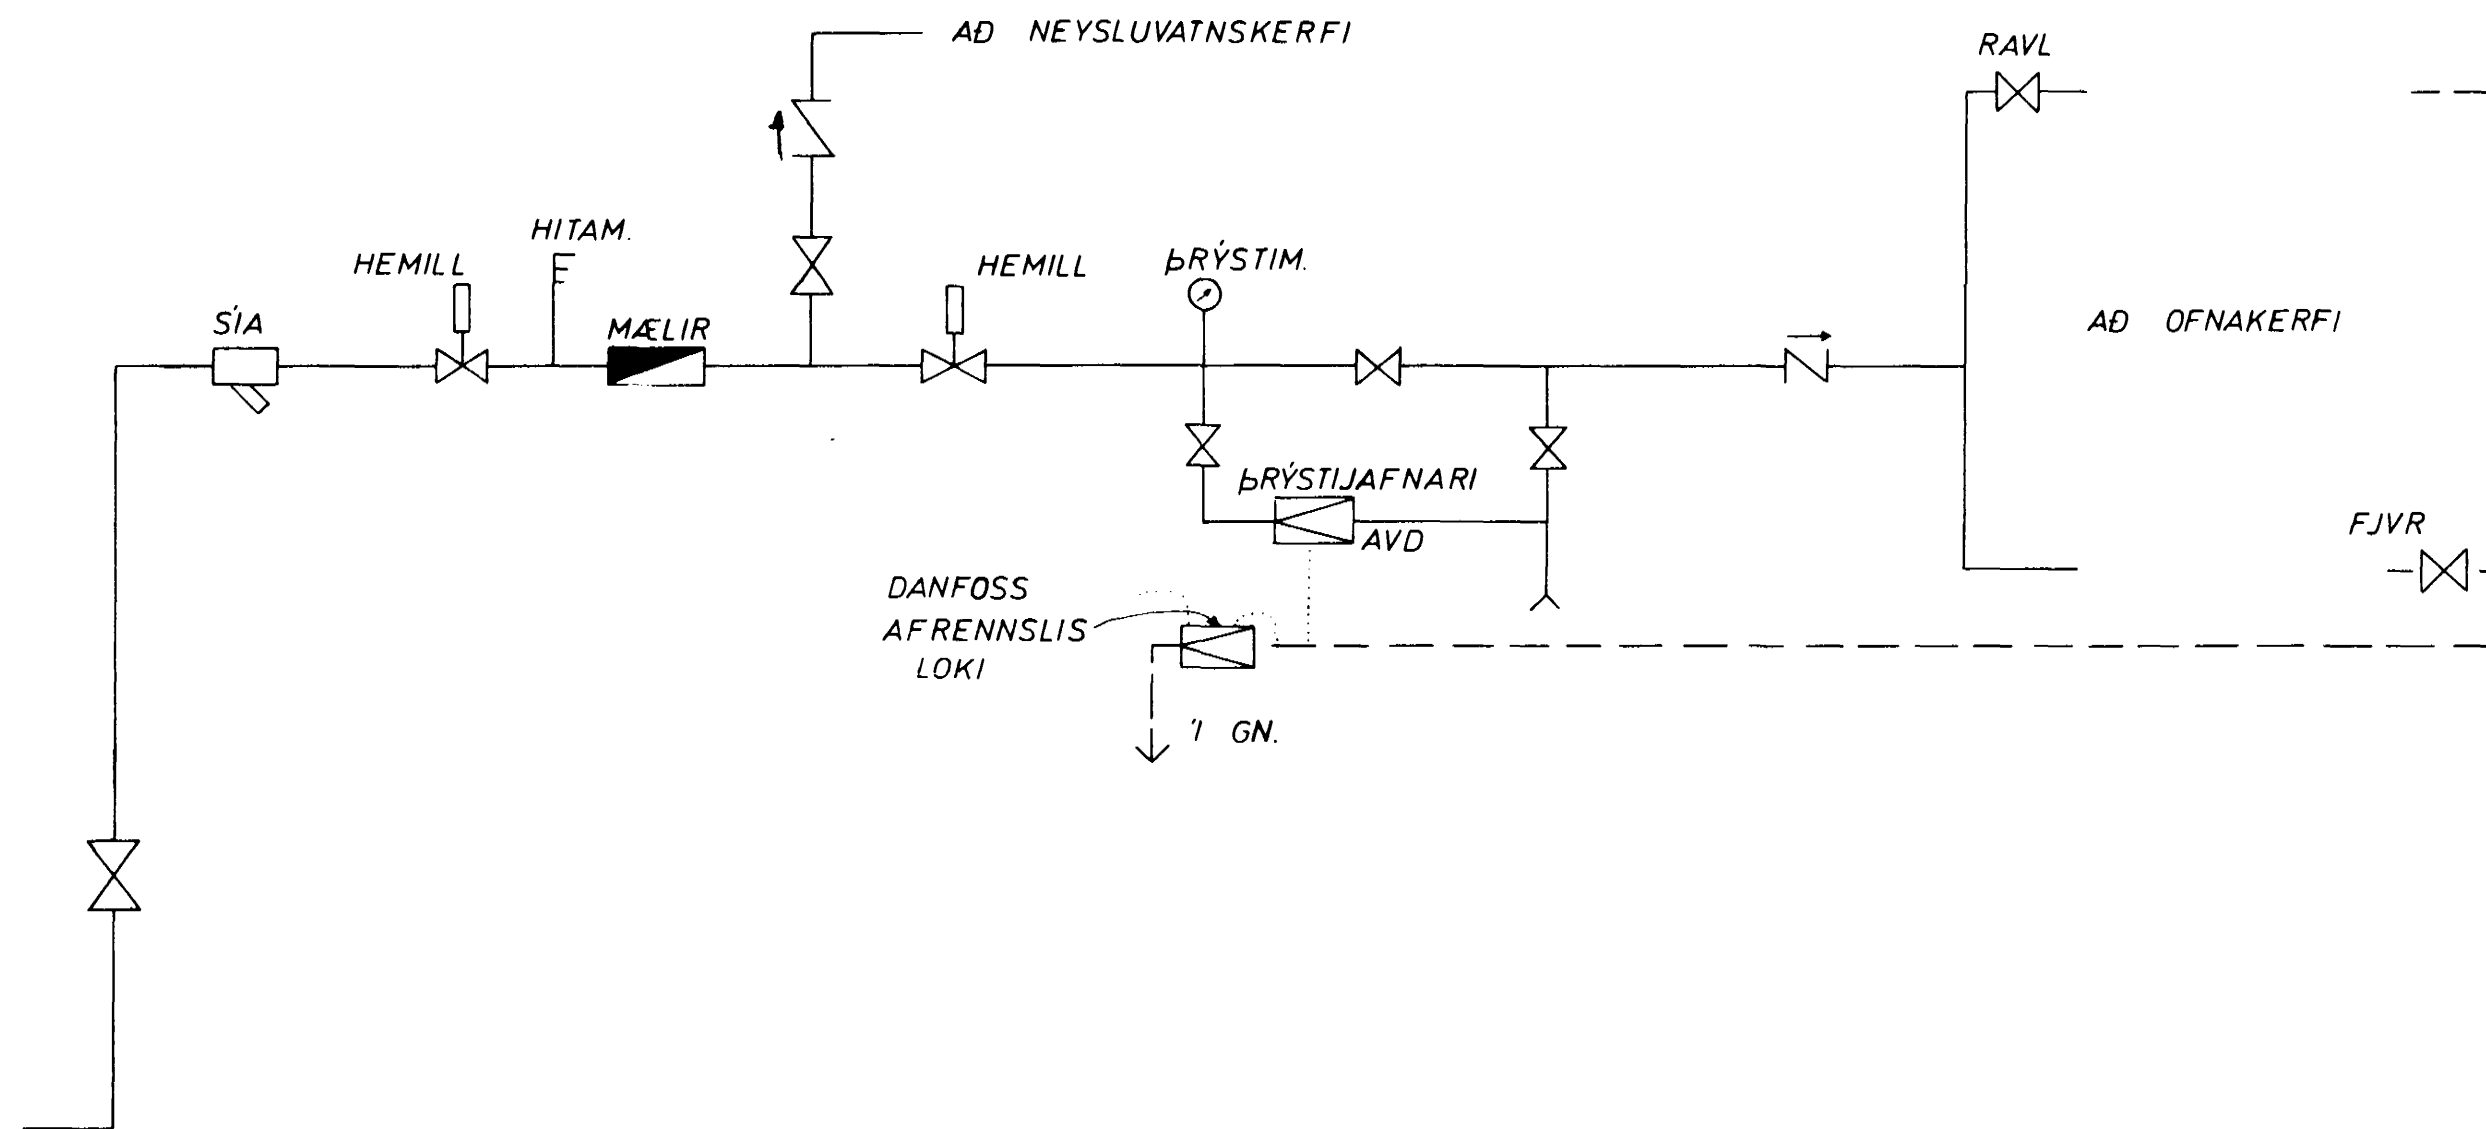 AÐ NEYSLUVATNSKERFI
RAVL
HITAM.
HEMILL
HEMILL
ÞRÝSTIM.
SÍA
MÆLIR
AÐ OFNAKERFI
ÞRÝSTIJAFNARI
AVD
FJVR
DANFOSS
AFRENNSLIS
LOKI
Í GN.